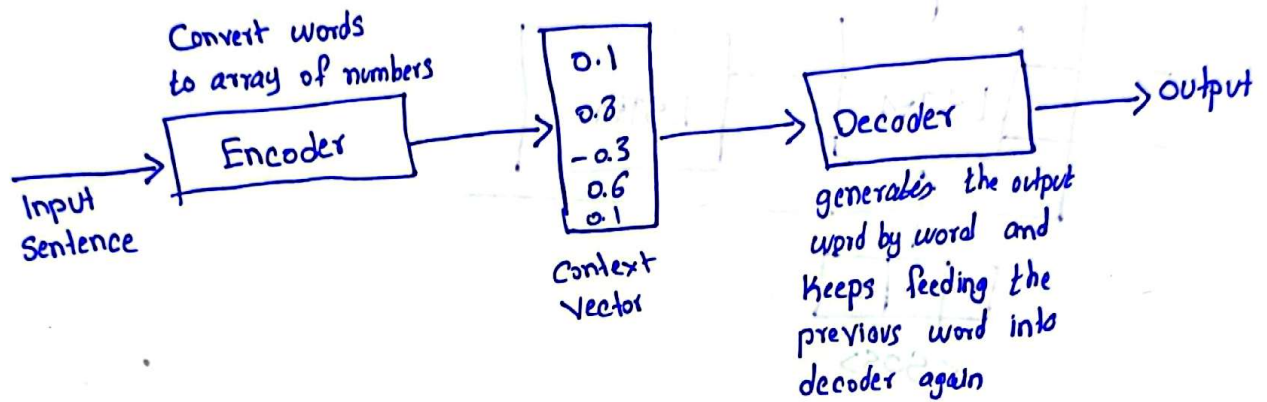 Convert words
to array of numbers
Encoder
Input
Sentence
0.1
0.3
-0.3
0.6
0.1
Context
Vector
Decoder
output
generates the output
word by word and
Keeps feeding the
previous word into
decoder again